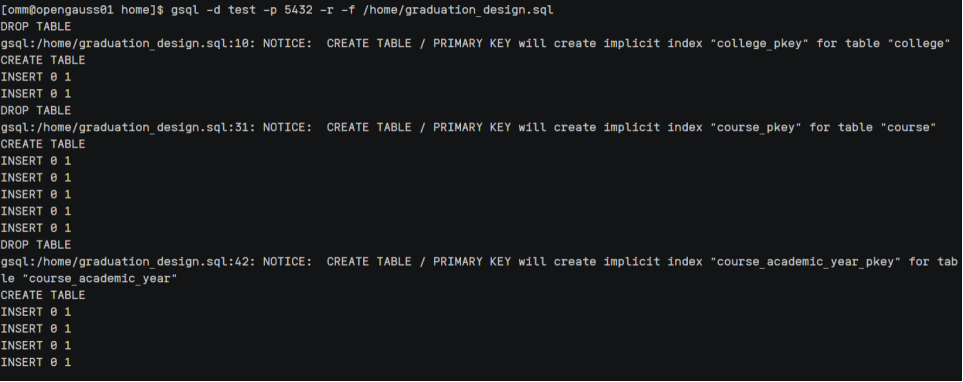 [omm@opengauss01 home]$ gsql -d test -p 5432 -r -f /home/graduation_design.sql
DROP TABLE
gsql:/home/graduation_design.sql:10: NOTICE:  CREATE TABLE / PRIMARY KEY will create implicit index "college_pkey" for table "college"
CREATE TABLE
INSERT 0 1
INSERT 0 1
DROP TABLE
gsql:/home/graduation_design.sql:31: NOTICE:  CREATE TABLE / PRIMARY KEY will create implicit index "course_pkey" for table "course"
CREATE TABLE
INSERT 0 1
INSERT 0 1
INSERT 0 1
INSERT 0 1
INSERT 0 1
DROP TABLE
gsql:/home/graduation_design.sql:42: NOTICE:  CREATE TABLE / PRIMARY KEY will create implicit index "course_academic_year_pkey" for tab
le "course_academic_year"
CREATE TABLE
INSERT 0 1
INSERT 0 1
INSERT 0 1
INSERT 0 1